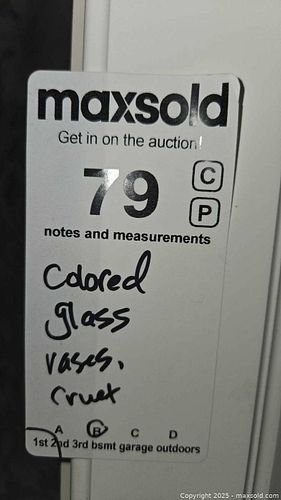 maxsold
Get in on the auction!
79
C
P
notes and measurements
Colored
glass
vases,
cruet
A B C D
1st 2nd 3rd bsmt garage outdoors
Copyright 2025 - maxsold.com